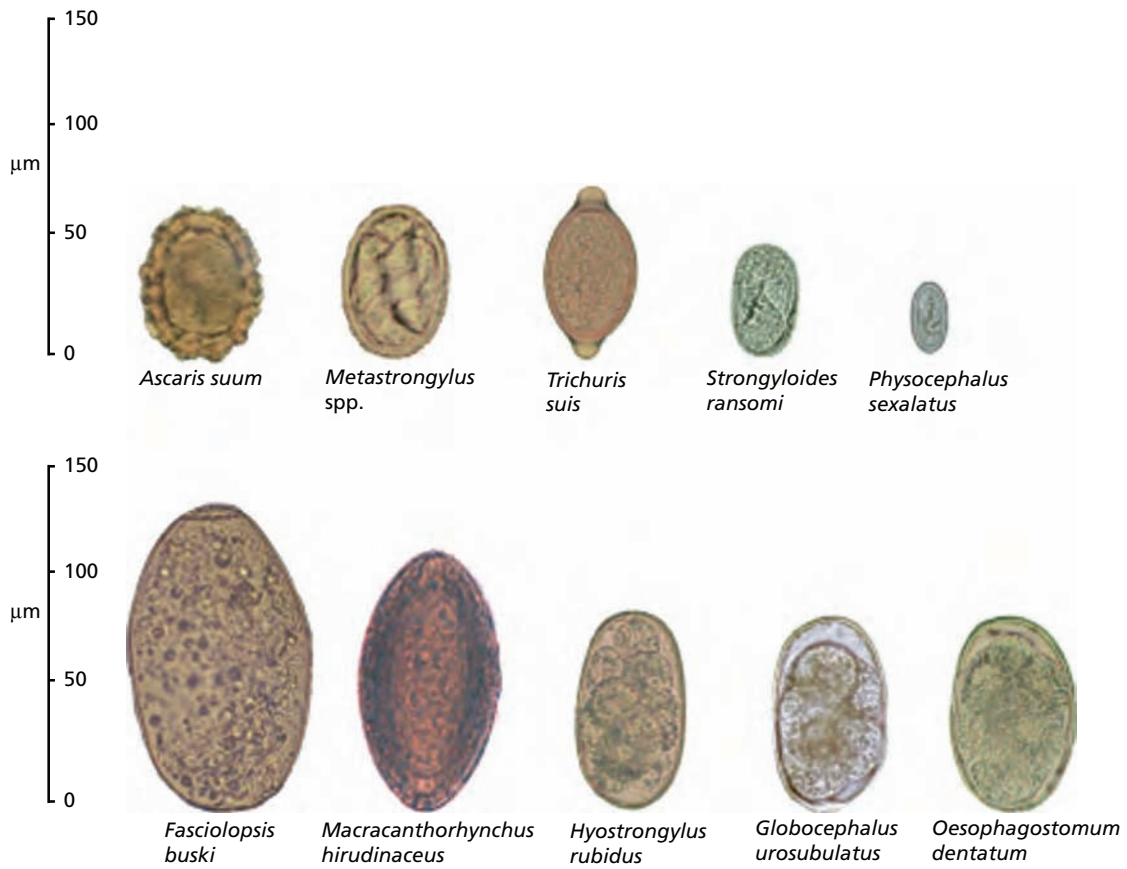 150
100
μm
50
0
Ascaris suum
Metastrongylus
spp.
Trichuris
suis
Strongyloides
ransomi
Physocephalus
sexalatus
150
100
μm
50
0
Fasciolopsis
buski
Macracanthorhynchus
hirudinaceus
Hyostrongylus
rubidus
Globocephalus
urosubulatus
Oesophagostomum
dentatum